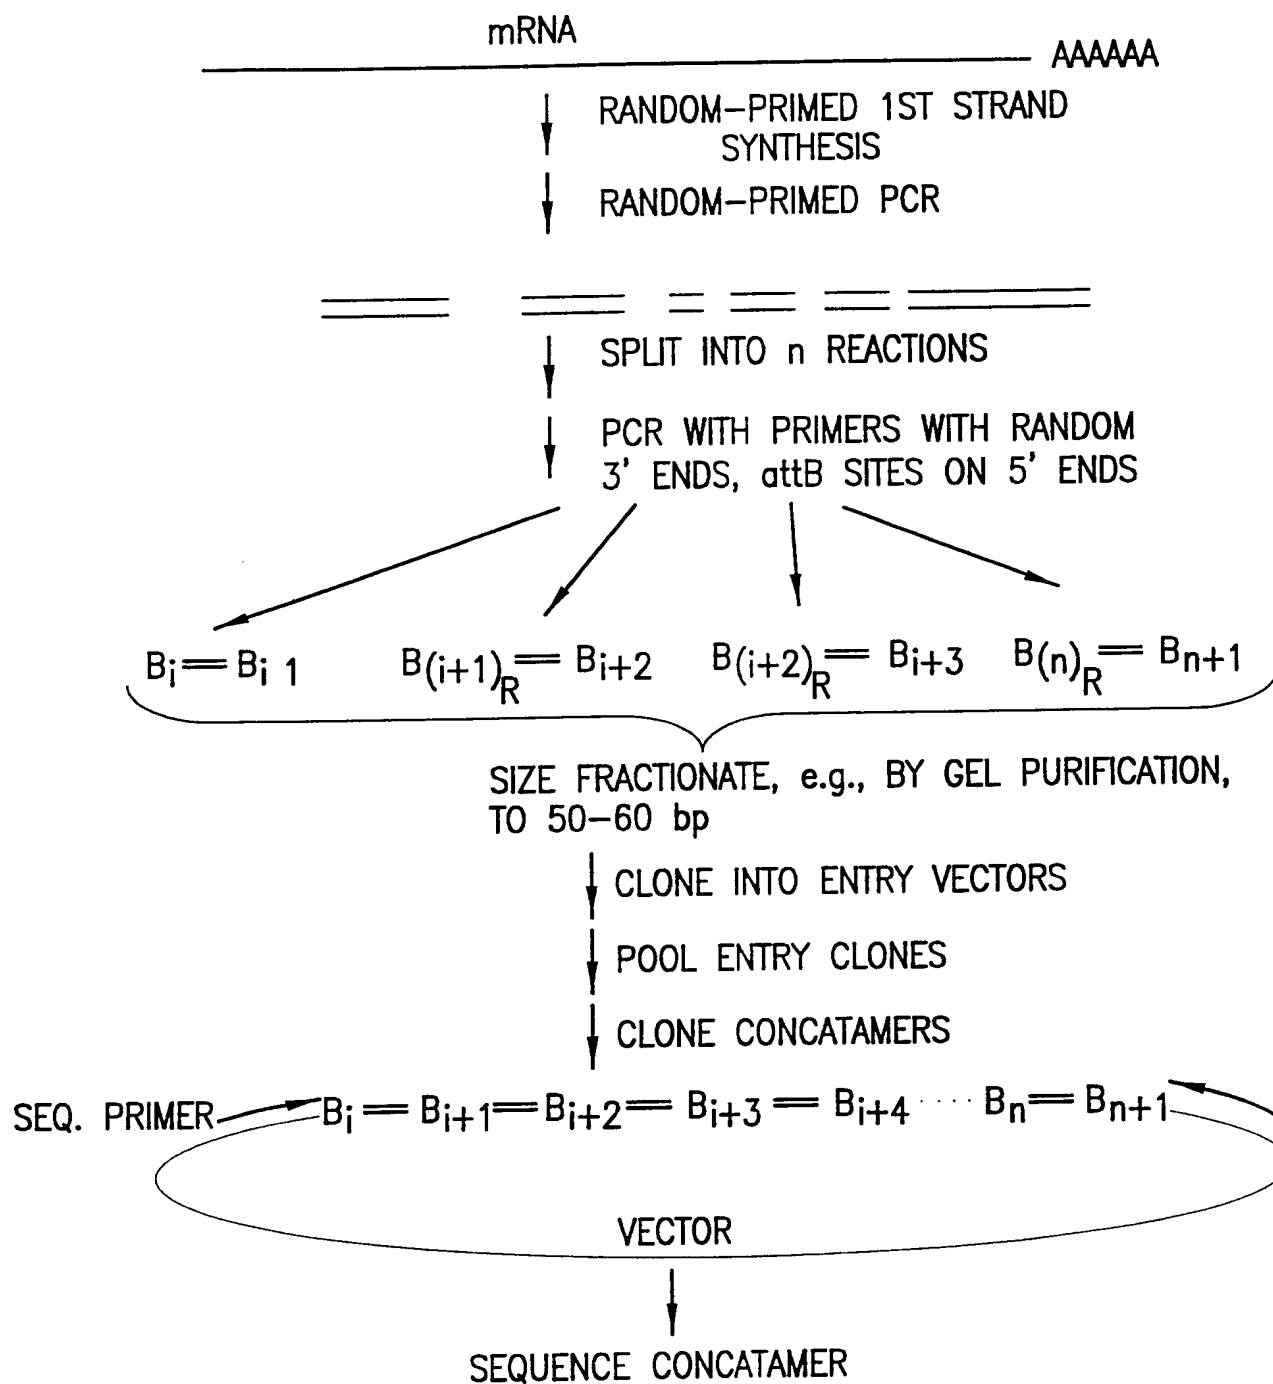 mRNA
AAAAAA
RANDOM-PRIMED 1ST STRAND
SYNTHESIS
RANDOM-PRIMED PCR
SPLIT INTO n REACTIONS
PCR WITH PRIMERS WITH RANDOM
3' ENDS, attB SITES ON 5' ENDS
Bi═Bi 1 B(i+1)R═Bi+2 B(i+2)R═Bi+3 B(n)R═Bn+1
SIZE FRACTIONATE, e.g., BY GEL PURIFICATION,
TO 50-60 bp
CLONE INTO ENTRY VECTORS
POOL ENTRY CLONES
CLONE CONCATAMERS
SEQ. PRIMER Bi═Bi+1═Bi+2═Bi+3═Bi+4 ···· Bn═Bn+1
VECTOR
SEQUENCE CONCATAMER